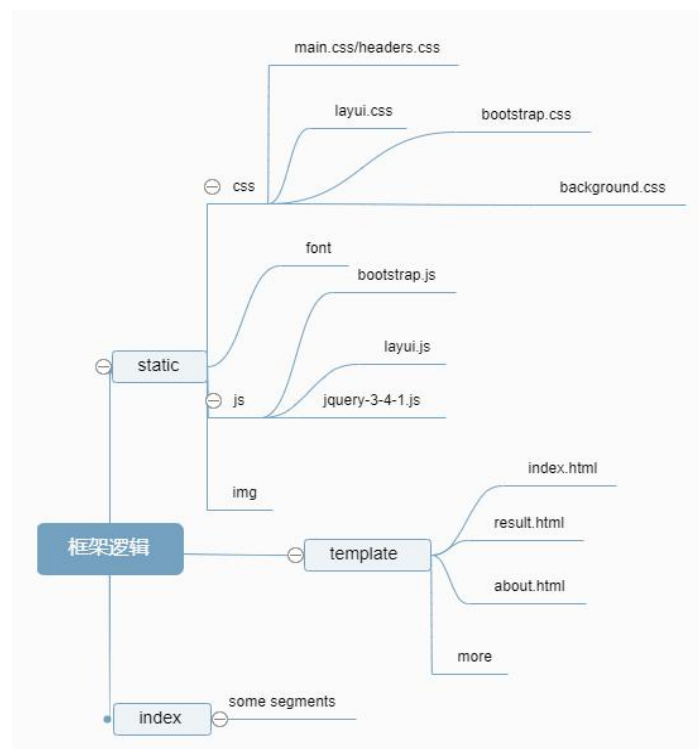 main.css/headers.css
layui.css
bootstrap.css
css
background.css
font
bootstrap.js
layui.js
static
js
jquery-3-4-1.js
index.html
img
result.html
框架逻辑
template
about.html
more
some segments
index